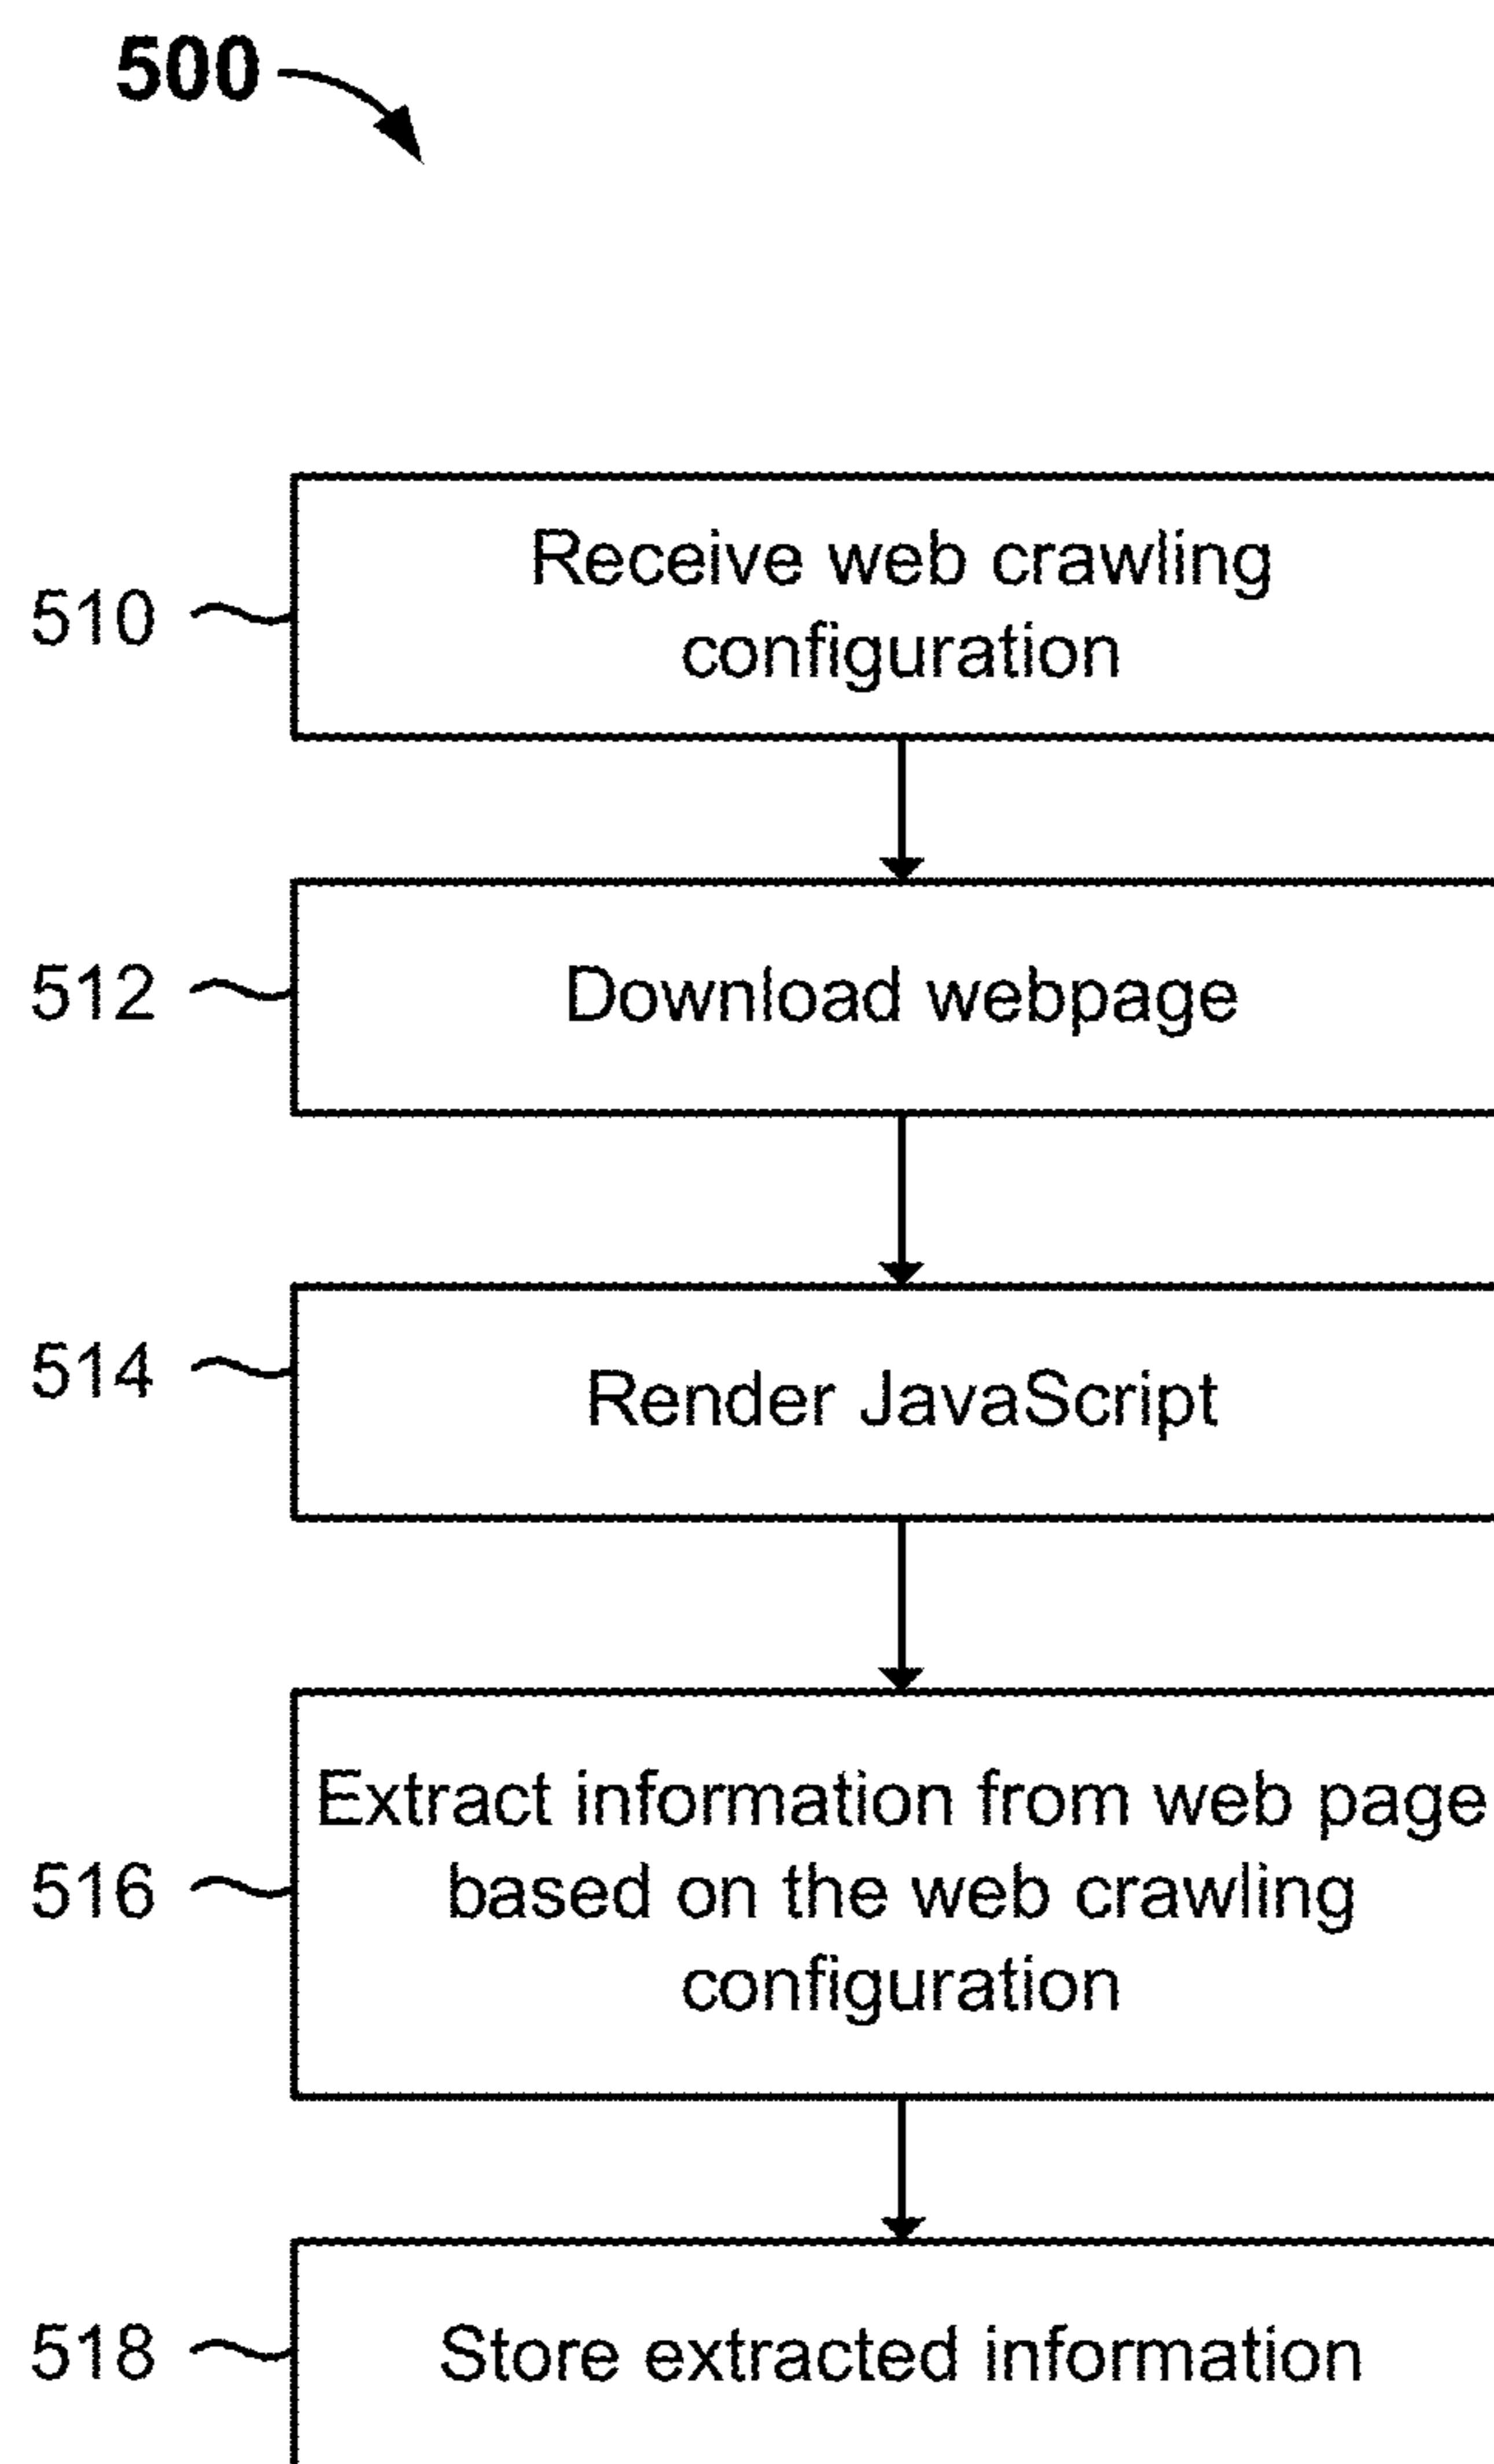 500
510
Receive web crawling
configuration
512
Download webpage
514
Render JavaScript
Extract information from web page
516
based on the web crawling
configuration
518
Store extracted information